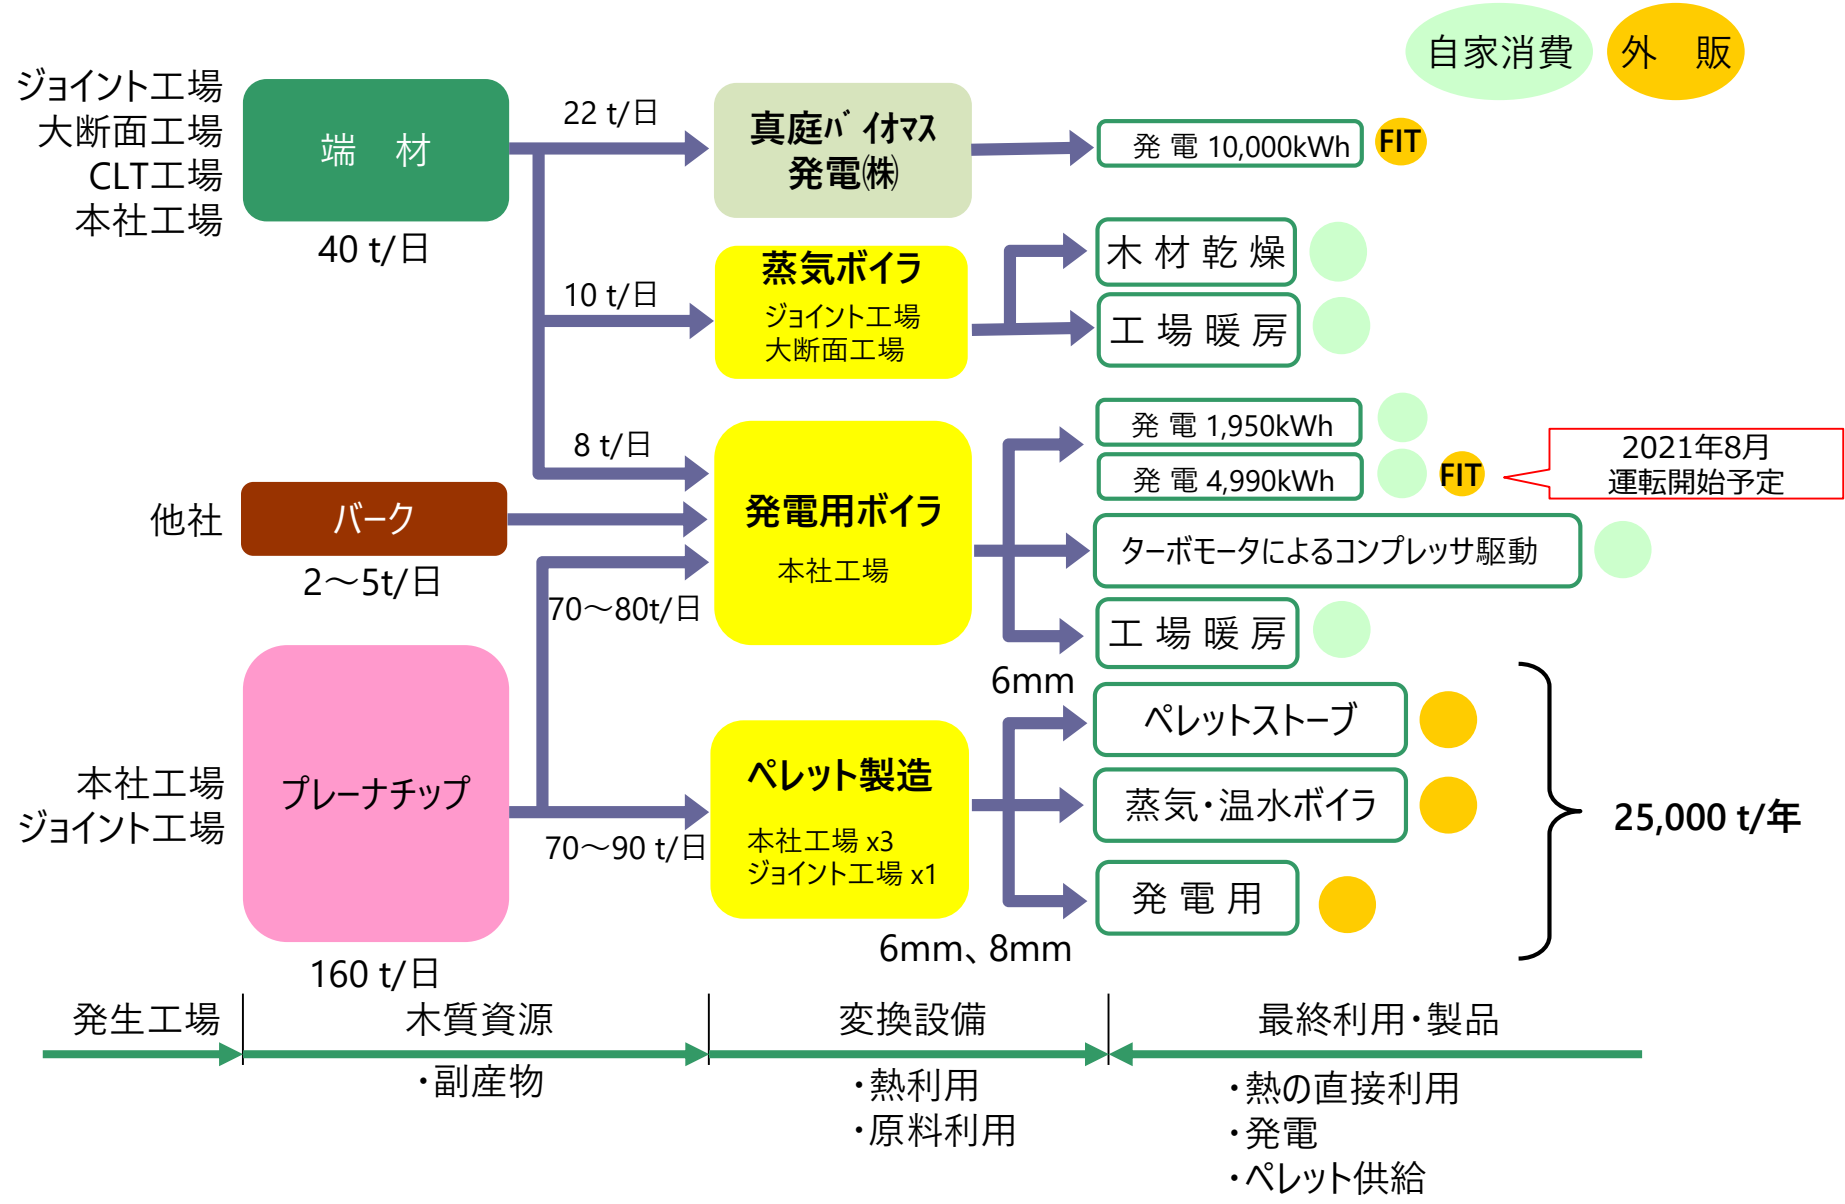 自家消費
外　販
ジョイント工場
大断面工場
CLT工場
本社工場
端　材
40 t/日
22 t/日
真庭ﾊﾞｲｵﾏｽ
発電㈱
発 電 10,000kWh
FIT
10 t/日
蒸気ボイラ
ジョイント工場
大断面工場
木 材 乾 燥
工 場 暖 房
8 t/日
発電用ボイラ
本社工場
発 電 1,950kWh
発 電 4,990kWh
FIT
2021年8月
運転開始予定
ターボモータによるコンプレッサ駆動
工 場 暖 房
他社
バーク
2～5t/日
70～80t/日
本社工場
ジョイント工場
プレーナチップ
160 t/日
70～90 t/日
ペレット製造
本社工場 x3
ジョイント工場 x1
6mm
ペレットストーブ
蒸気・温水ボイラ
発 電 用
6mm、8mm
25,000 t/年
発生工場
木質資源
変換設備
最終利用・製品
・副産物
・熱利用
・原料利用
・熱の直接利用
・発電
・ペレット供給